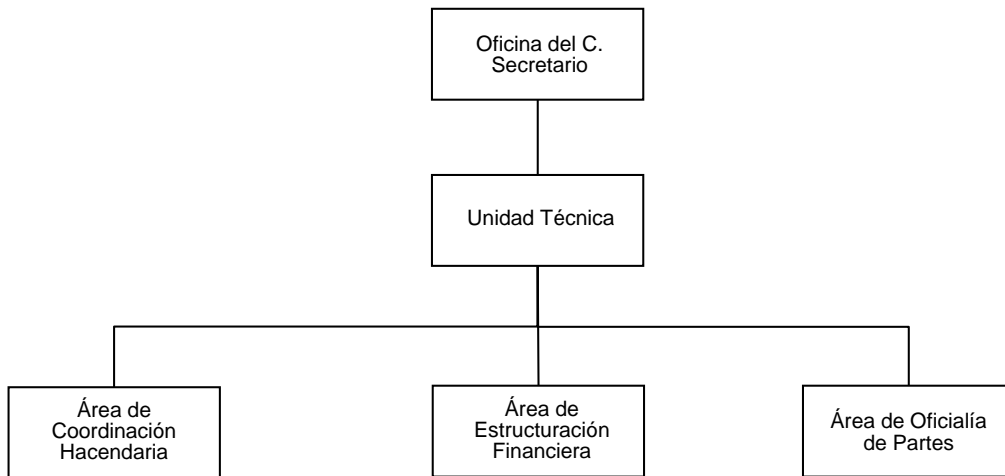 Oficina del C.
Secretario
Unidad Técnica
Área de
Coordinación
Hacendaria
Área de
Estructuración
Financiera
Área de Oficialía
de Partes